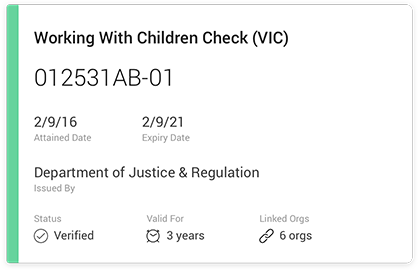 Working With Children Check (VIC)
012531AB-01
2/9/16 2/9/21
Attained Date Expiry Date
Department of Justice & Regulation
Issued By
Status Valid For Linked Orgs
Verified 3 years 6 orgs